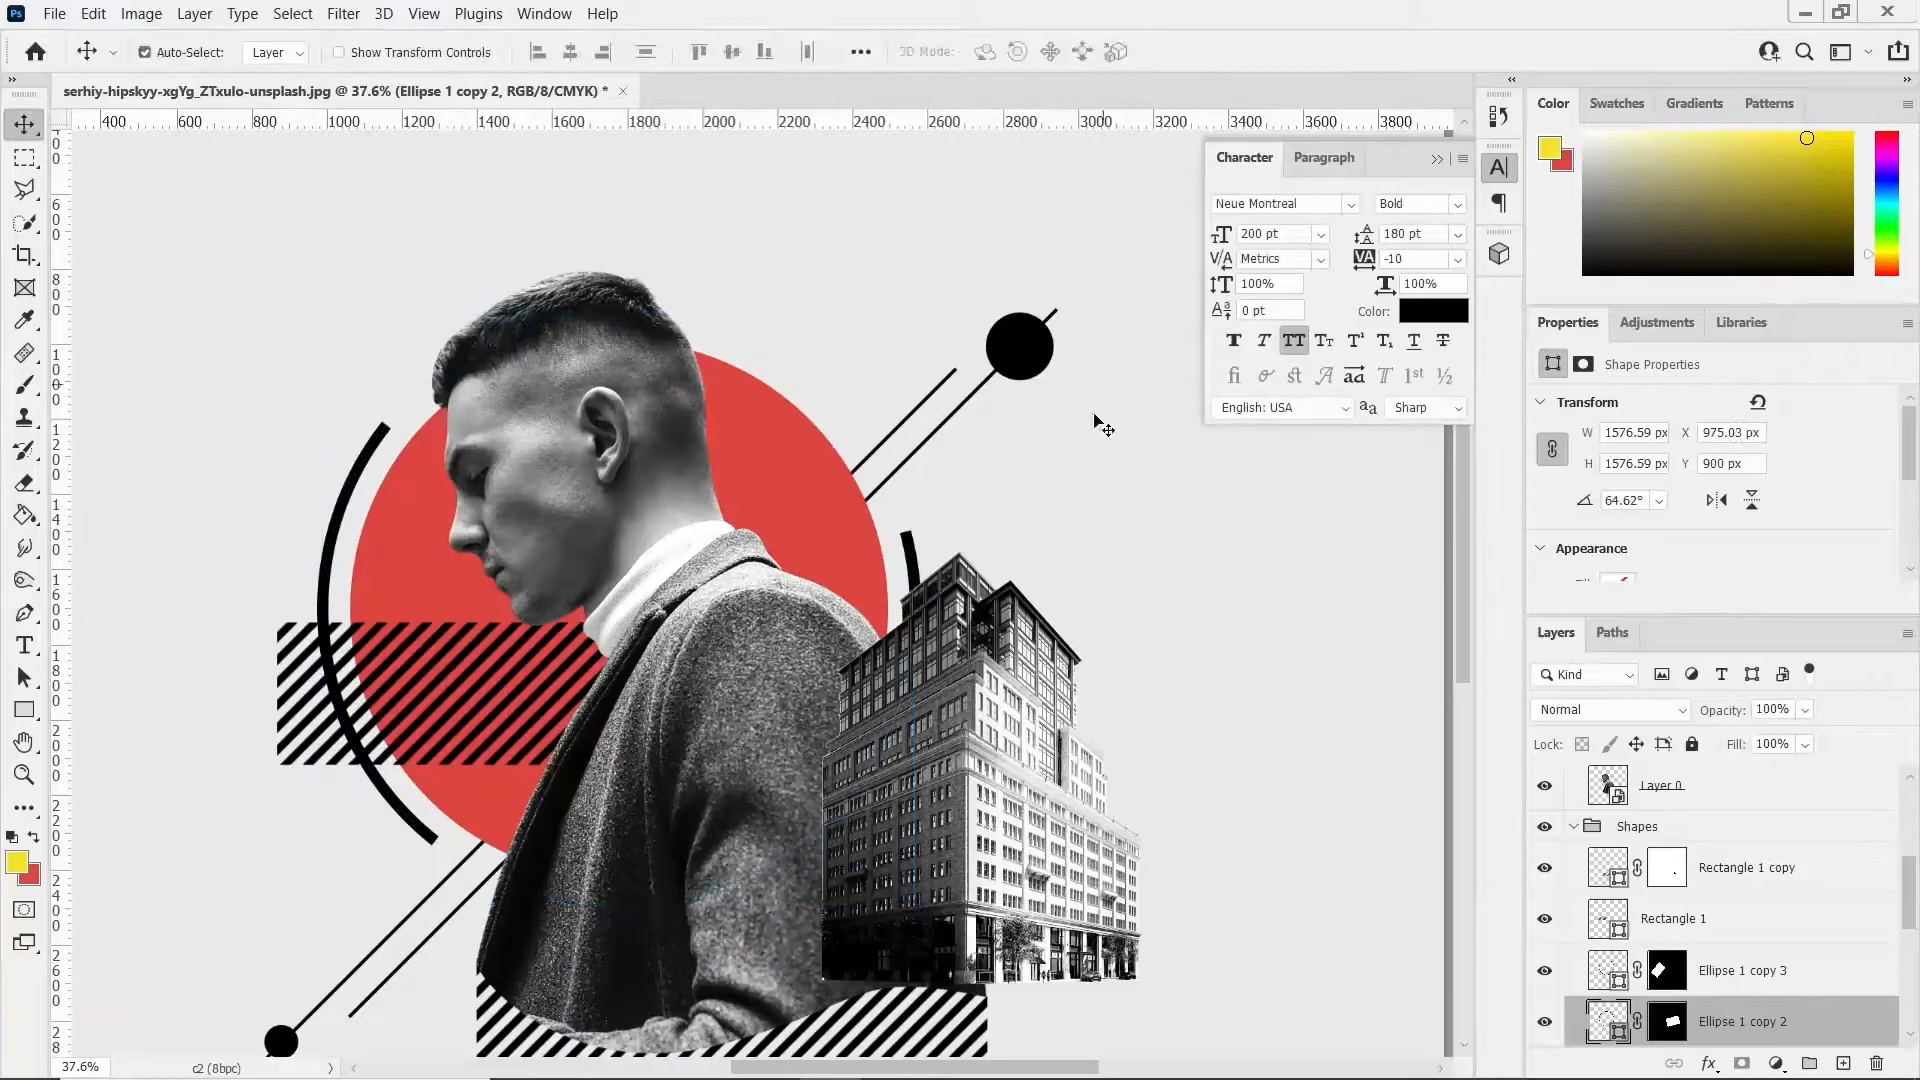 Ps File Edit Image Layer Type Select Filter 3D View Plugins Window Help
Auto-Select: Layer Show Transform Controls 3D Mode:
serhiy-hipskyy-xgYg_ZTxulo-unsplash.jpg @ 37.6% (Ellipse 1 copy 2, RGB/8/CMYK) *
400 600 800 1000 1200 1400 1600 1800 2000 2200 2400 2600 2800 3000 3200 3400 3600 3800
Character Paragraph
Neue Montreal Bold
200 pt 180 pt
Metrics -10
100% 100%
0 pt Color:
English: USA Sharp
Color Swatches Gradients Patterns
Properties Adjustments Libraries
Shape Properties
Transform
W 1576.59 px X 975.03 px
H 1576.59 px Y 900 px
64.62°
Appearance
Layers Paths
Kind
Normal Opacity: 100%
Lock: Fill: 100%
Layer 0
Shapes
Rectangle 1 copy
Rectangle 1
Ellipse 1 copy 3
Ellipse 1 copy 2
37.6% c2 (8bpc)